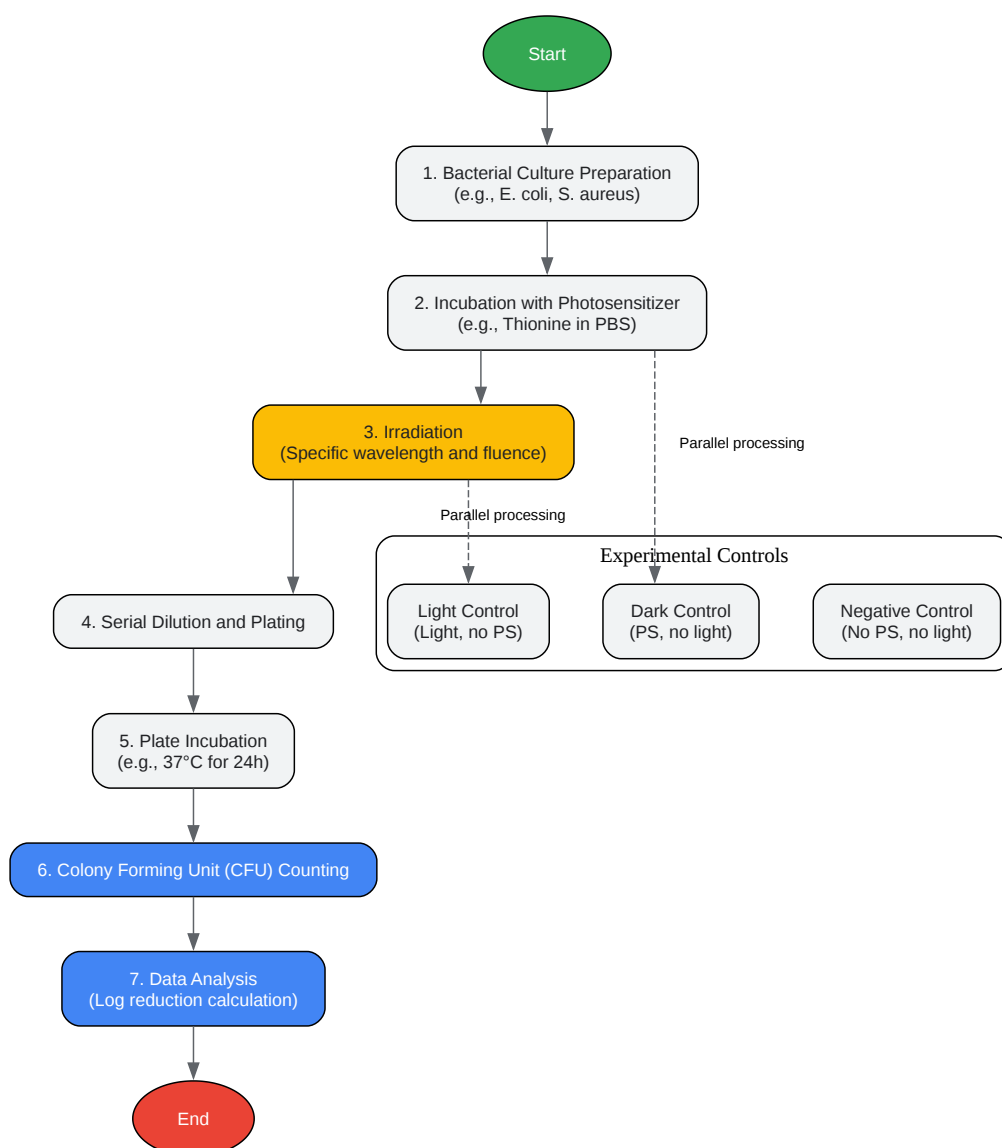 Start
1. Bacterial Culture Preparation
(e.g., E. coli, S. aureus)
2. Incubation with Photosensitizer
(e.g., Thionine in PBS)
3. Irradiation
(Specific wavelength and fluence)
Parallel processing
Parallel processing
Experimental Controls
Light Control
(Light, no PS)
Dark Control
(PS, no light)
Negative Control
(No PS, no light)
4. Serial Dilution and Plating
5. Plate Incubation
(e.g., 37°C for 24h)
6. Colony Forming Unit (CFU) Counting
7. Data Analysis
(Log reduction calculation)
End